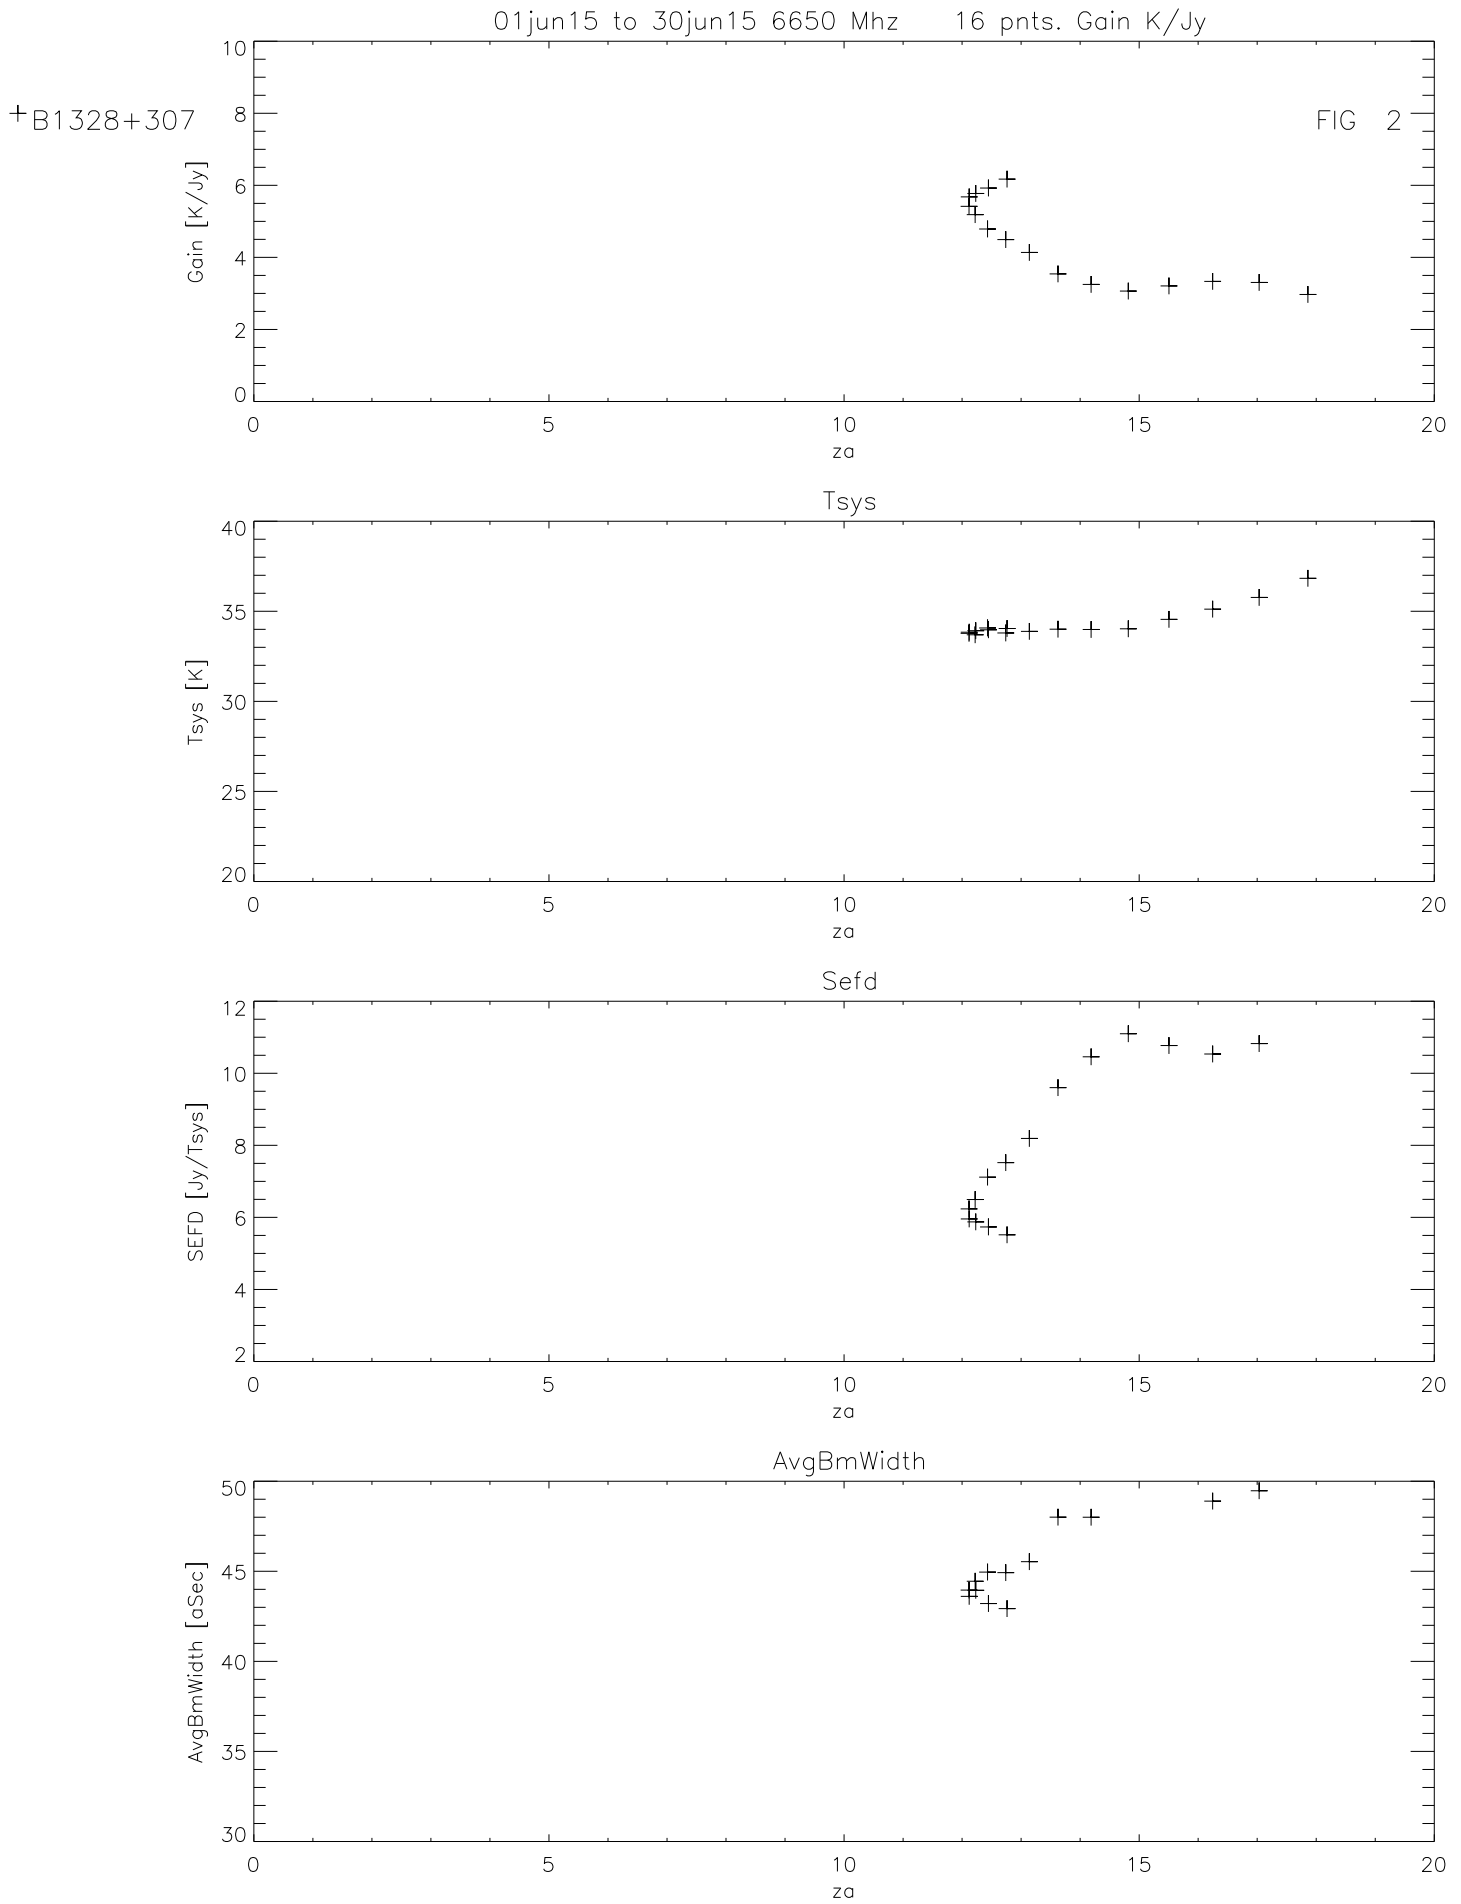 01jun15 to 30jun15 6650 Mhz 16 pnts. Gain K/Jy
+B1328+307
FIG 2
Gain [K/Jy]
10
8
6
4
2
0
0 5 10 15 20
za
Tsys
Tsys [K]
40
35
30
25
20
0 5 10 15 20
za
Sefd
SEFD [Jy/Tsys]
12
10
8
6
4
2
0 5 10 15 20
za
AvgBmWidth
AvgBmWidth [aSec]
50
45
40
35
30
0 5 10 15 20
za